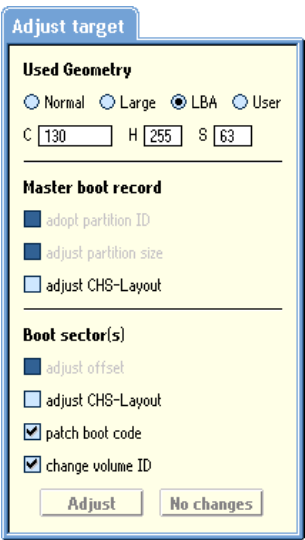 Adjust target
Used Geometry
Normal Large LBA User
C 130 H 255 S 63
Master boot record
adopt partition ID
adjust partition size
adjust CHS-Layout
Boot sector(s)
adjust offset
adjust CHS-Layout
patch boot code
change volume ID
Adjust No changes